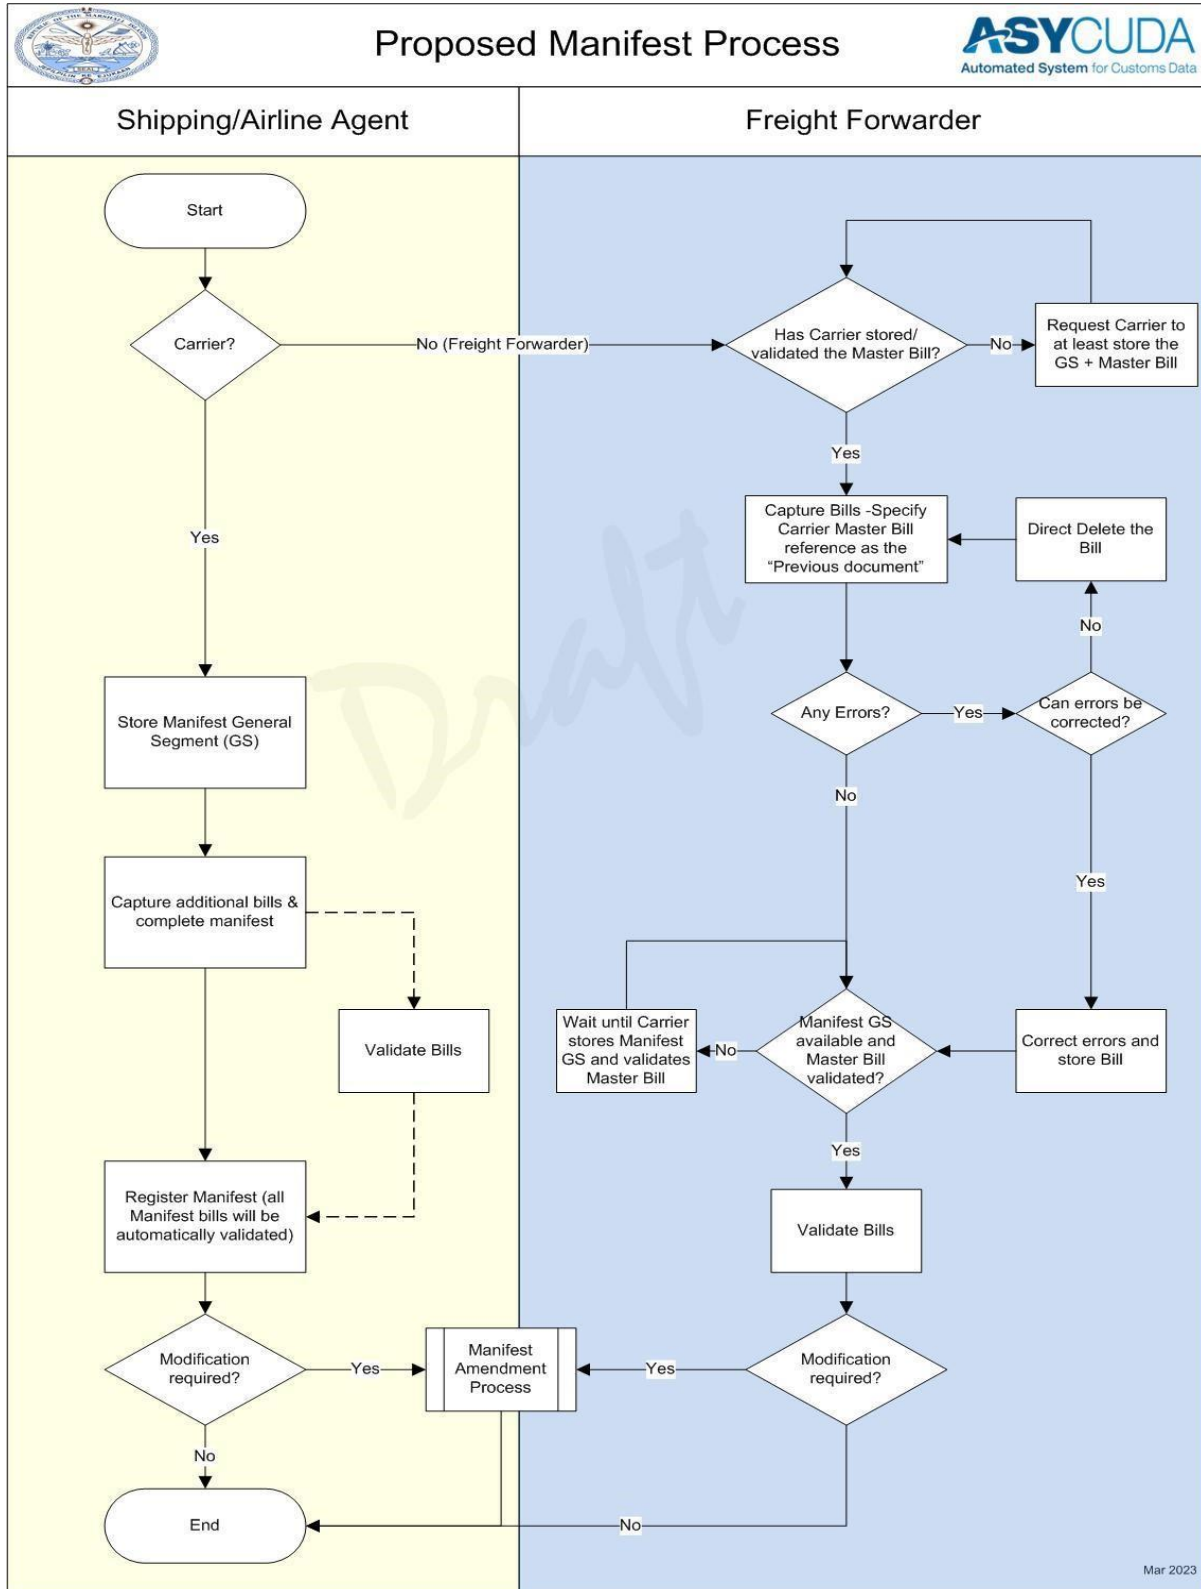 Proposed Manifest Process
ASYCUDA
Automated System for Customs Data
Shipping/Airline Agent
Freight Forwarder
Start
Carrier?
No (Freight Forwarder)
Has Carrier stored/
validated the Master Bill?
No
Request Carrier to
at least store the
GS + Master Bill
Yes
Yes
Capture Bills -Specify
Carrier Master Bill
reference as the
“Previous document”
Direct Delete the
Bill
No
Draft
Store Manifest General
Segment (GS)
Any Errors?
Yes
Can errors be
corrected?
No
Yes
Capture additional bills &
complete manifest
Validate Bills
Wait until Carrier
stores Manifest
GS and validates
Master Bill
No
Manifest GS
available and
Master Bill
validated?
Correct errors and
store Bill
Yes
Register Manifest (all
Manifest bills will be
automatically validated)
Validate Bills
Modification
required?
Yes
Manifest
Amendment
Process
Yes
Modification
required?
No
End
No
Mar 2023